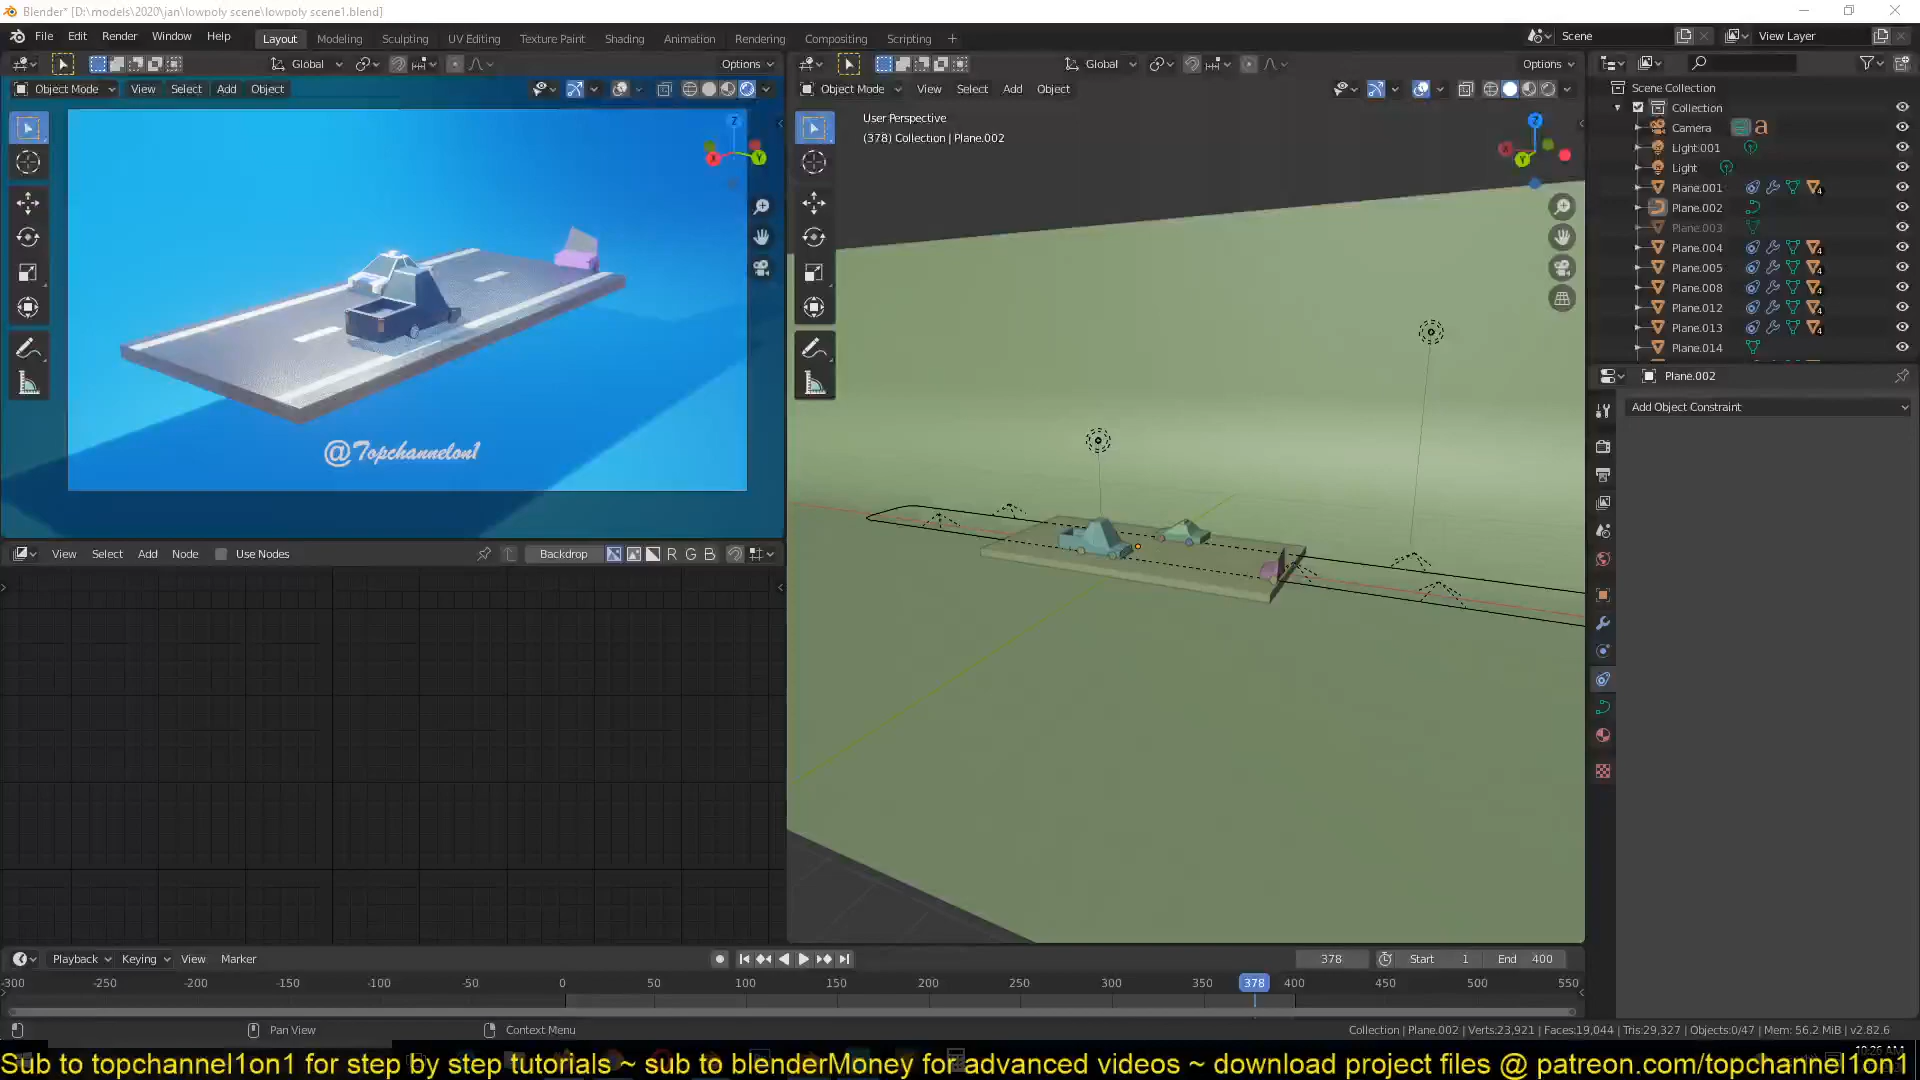 Blender* [D:\models\2020\jan\lowpoly scene\lowpoly scene1.blend]
File Edit Render Window Help Layout Modeling Sculpting UV Editing Texture Paint Shading Animation Rendering Compositing Scripting + Scene View Layer
Global Options Global Options
Object Mode View Select Add Object Object Mode View Select Add Object
Scene Collection
Collection
Camera
Light.001
Light
Plane.001
Plane.002
Plane.003
Plane.004
Plane.005
Plane.008
Plane.012
Plane.013
Plane.014
Z
X
Y
@Topchannelon1
User Perspective
(378) Collection | Plane.002
Z
X
Y
Plane.002
Add Object Constraint
View Select Add Node Use Nodes Backdrop R G B
Playback Keying View Marker 378 Start 1 End 400
-300 -250 -200 -150 -100 -50 0 50 100 150 200 250 300 350 378 400 450 500 550
Pan View Context Menu Collection | Plane.002 | Verts:23,921 | Faces:19,044 | Tris:29,327 | Objects:0/47 | Mem: 56.2 MiB | v2.82.6
Sub to topchannel1on1 for step by step tutorials ~ sub to blenderMoney for advanced videos ~ download project files @ patreon.com/topchannel1on1